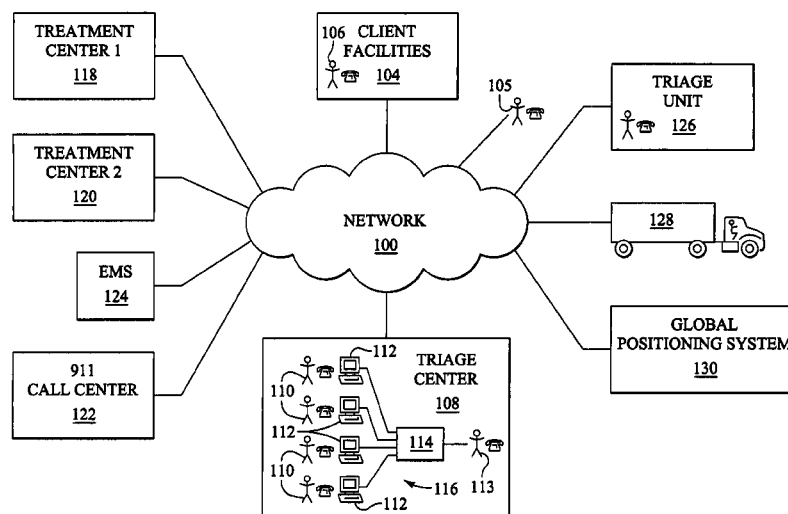 TREATMENT
CENTER 1
118
106
CLIENT
FACILITIES
104
105
TRIAGE
UNIT
126
TREATMENT
CENTER 2
120
NETWORK
100
128
EMS
124
GLOBAL
POSITIONING SYSTEM
130
911
CALL CENTER
122
112
TRIAGE
CENTER
108
110
112
114
110
113
116
112